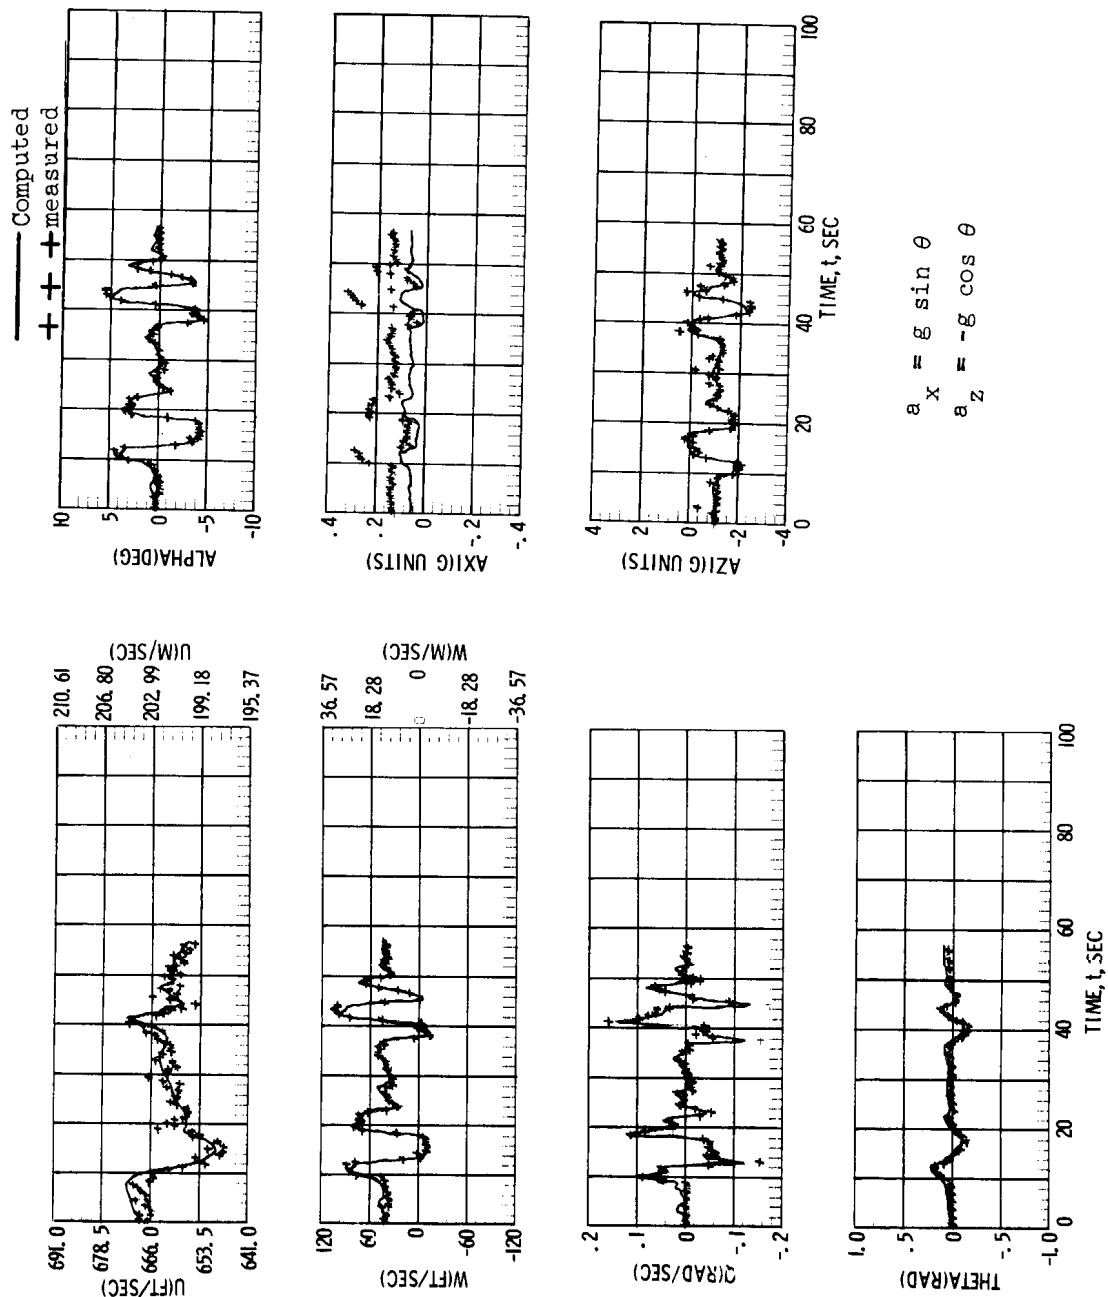 Computed
+ + + measured
691.0
678.5
666.0
653.5
641.0
U(FT/SEC)
210.61
206.80
202.99
199.18
195.37
U(M/SEC)
120
60
0
-60
-120
W(FT/SEC)
36.57
18.28
0
-18.28
-36.57
W(M/SEC)
.2
.1
0
-.1
-.2
Q(RAD/SEC)
1.0
.5
0
-.5
-1.0
THETA(RAD)
0 20 40 60 80 100
TIME, t, SEC
10
5
0
-5
-10
ALPHA(DEG)
.4
.2
0
-.2
-.4
AXI(G UNITS)
4
2
0
-2
-4
AZI(G UNITS)
0 20 40 60 80 100
TIME, t, SEC
a_x = g sin θ
a_z = -g cos θ